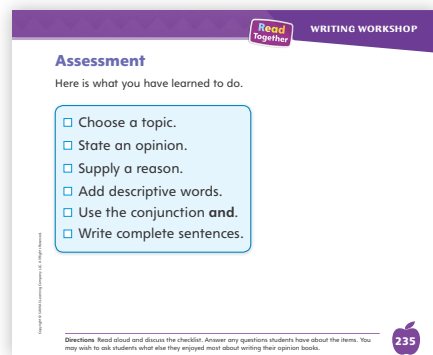 Read
Together
WRITING WORKSHOP
Assessment
Here is what you have learned to do.
☐ Choose a topic.
☐ State an opinion.
☐ Supply a reason.
☐ Add descriptive words.
☐ Use the conjunction and.
☐ Write complete sentences.
Directions Read aloud and discuss the checklist. Answer any questions students have about the items. You
may wish to ask students what else they enjoyed most about writing their opinion books.
235